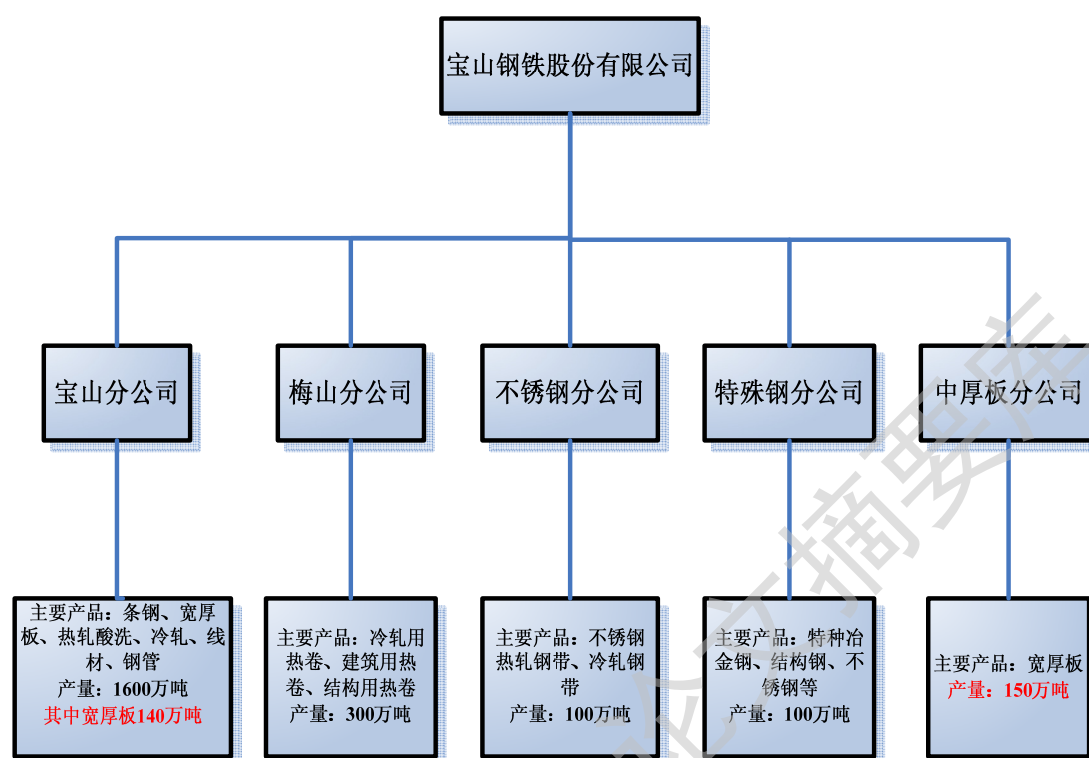 宝山钢铁股份有限公司
宝山分公司
梅山分公司
不锈钢分公司
特殊钢分公司
中厚板分公司
主要产品：条钢、宽厚
板、热轧酸洗、冷轧、线
材、钢管
产量：1600万吨
其中宽厚板140万吨
主要产品：冷轧用
热卷、建筑用热
卷、结构用热卷
产量：300万吨
主要产品：不锈钢
热轧钢带、冷轧钢
带
产量：100万吨
主要产品：特种冶
金钢、结构钢、不
锈钢等
产量：100万吨
主要产品：宽厚板
产量：150万吨
论文摘要库